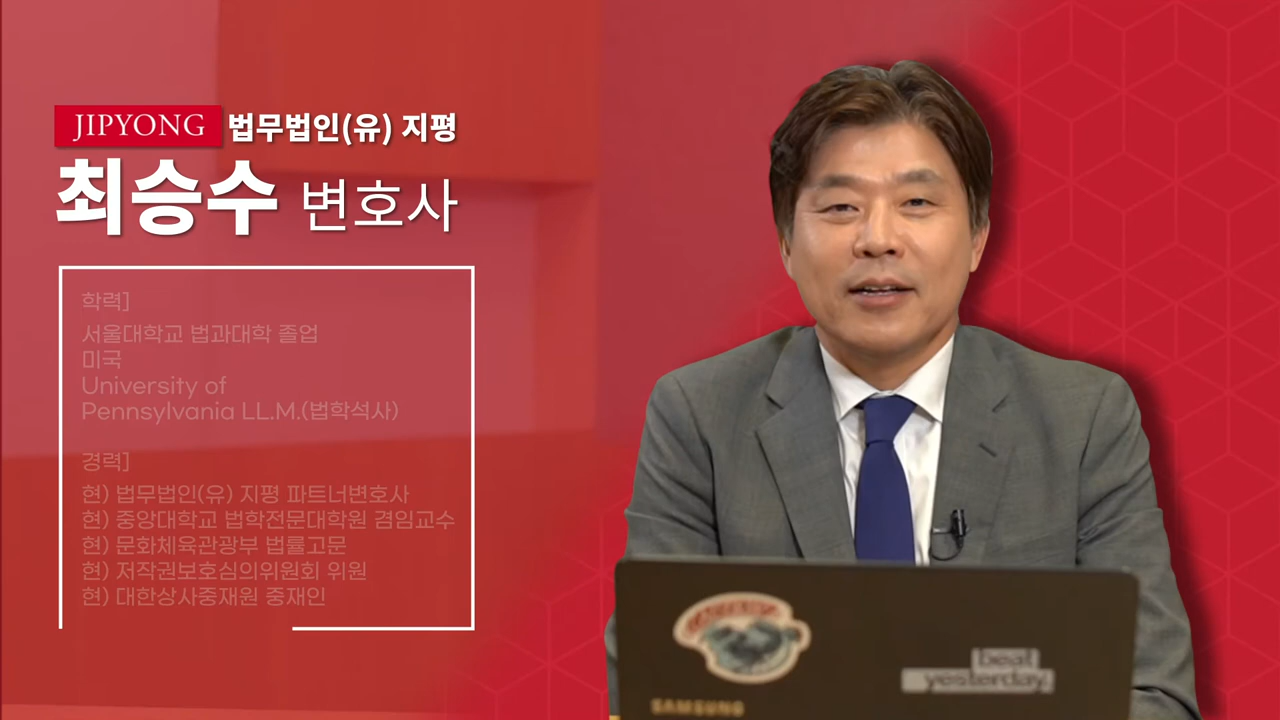 JIPYONG 법무법인(유) 지평
최승수 변호사
학력]
서울대학교 법과대학 졸업
미국
University of
Pennsylvania LL.M.(법학석사)
경력]
현) 법무법인(유) 지평 파트너변호사
현) 중앙대학교 법학전문대학원 겸임교수
현) 문화체육관광부 법률고문
현) 저작권보호심의위원회 위원
현) 대한상사중재원 중재인
beat
yesterday.
SAMSUNG